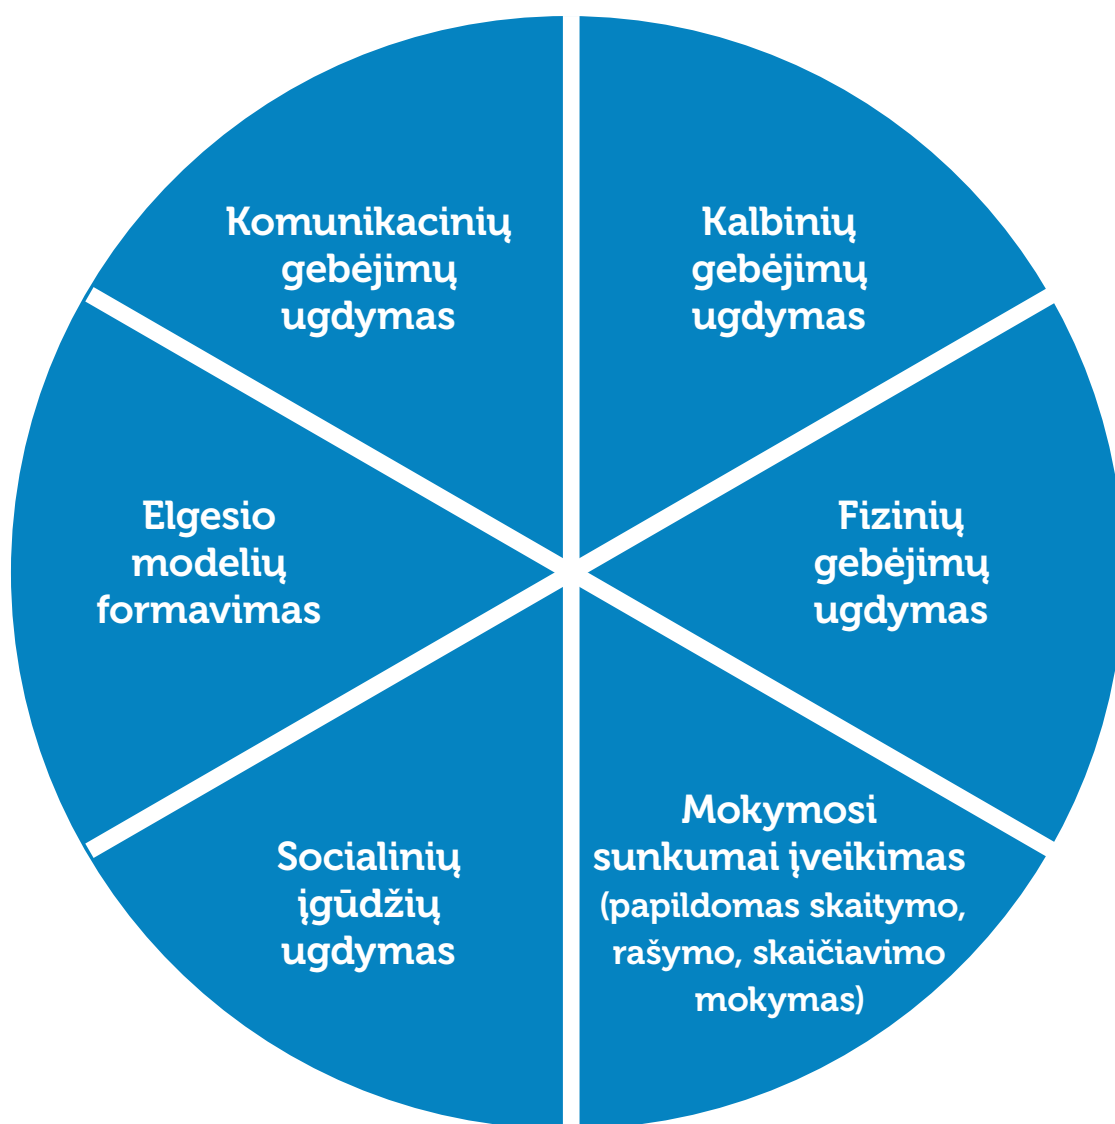 Komunikacinių
gebėjimų
ugdymas
Kalbinių
gebėjimų
ugdymas
Elgesio
modelių
formavimas
Fizinių
gebėjimų
ugdymas
Socialinių
įgūdžių
ugdymas
Mokymosi
sunkumai įveikimas
(papildomas skaitymo,
rašymo, skaičiavimo
mokymas)